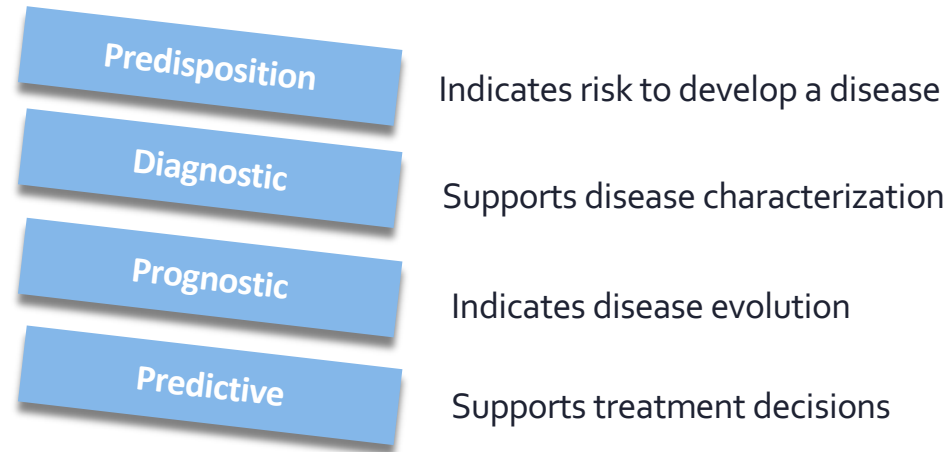 Predisposition
Indicates risk to develop a disease
Diagnostic
Supports disease characterization
Prognostic
Indicates disease evolution
Predictive
Supports treatment decisions